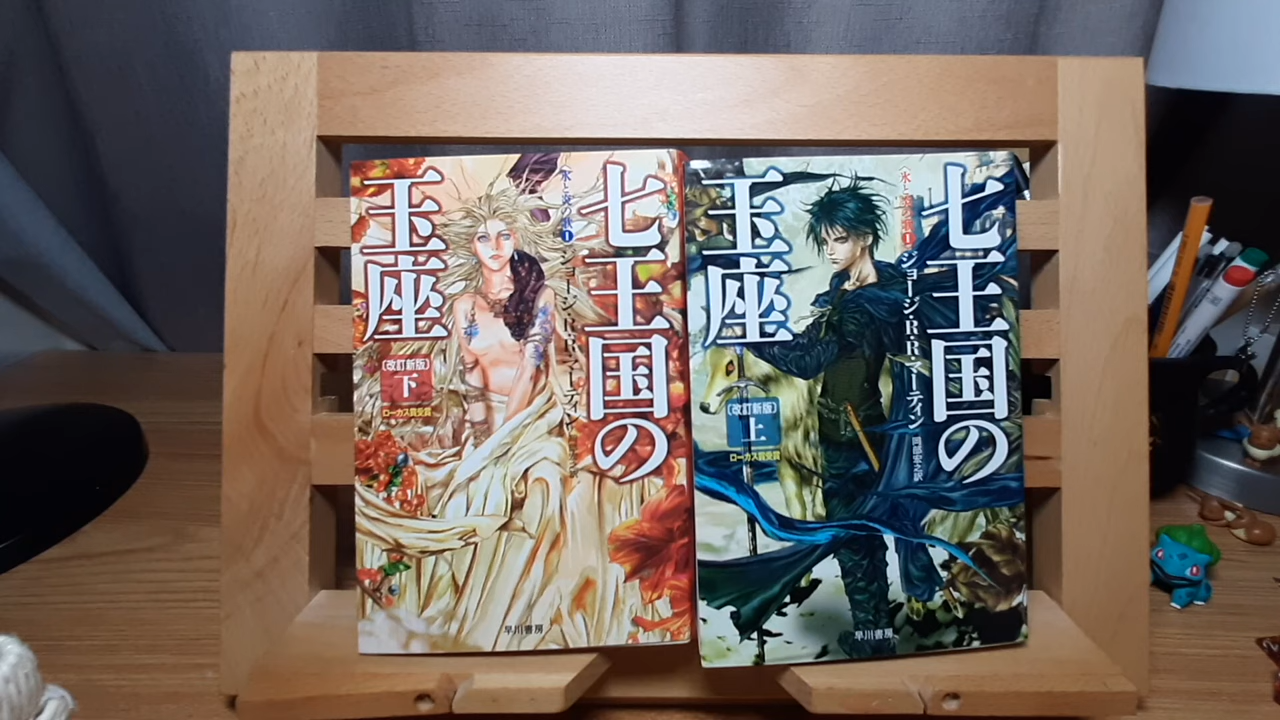 七王国の
玉座
〈氷と炎の歌1〉
ジョージ・R・R・マーティン
[改訂新版]
下
ローカス賞受賞
早川書房
七王国の
玉座
〈氷と炎の歌1〉
ジョージ・R・R・マーティン
岡部宏之訳
[改訂新版]
上
ローカス賞受賞
早川書房